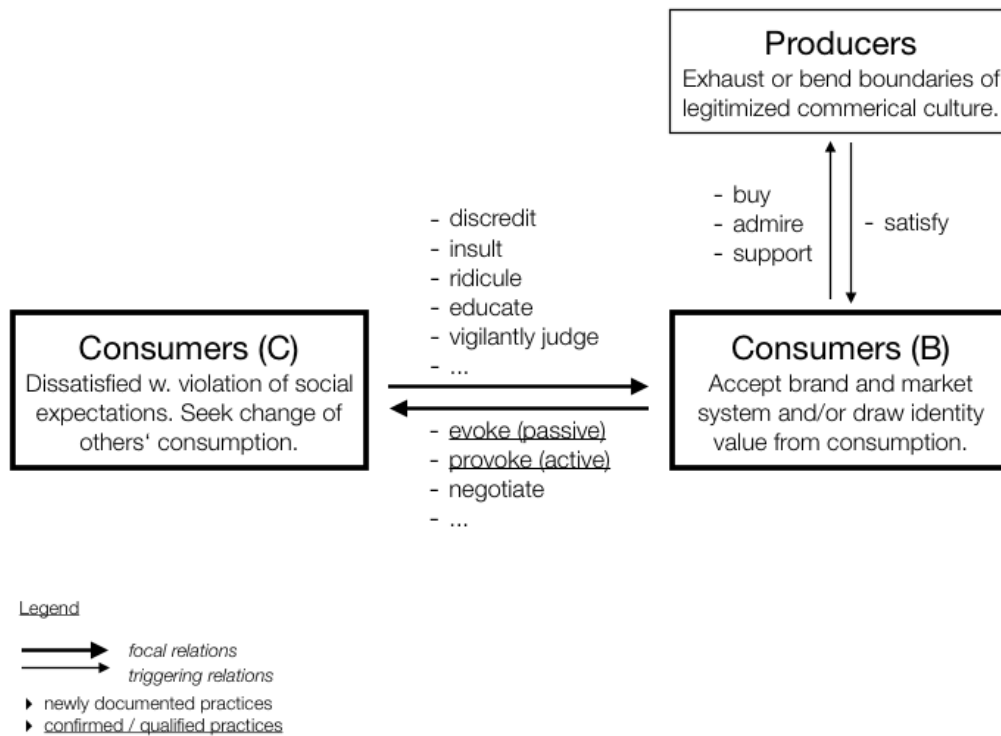 Producers
Exhaust or bend boundaries of
legitimized commerical culture.
- buy
- admire
- support
- satisfy
- discredit
- insult
- ridicule
- educate
- vigilantly judge
- ...
Consumers (C)
Dissatisfied w. violation of social
expectations. Seek change of
others‘ consumption.
Consumers (B)
Accept brand and market
system and/or draw identity
value from consumption.
- evoke (passive)
- provoke (active)
- negotiate
- ...
Legend
focal relations
triggering relations
newly documented practices
confirmed / qualified practices